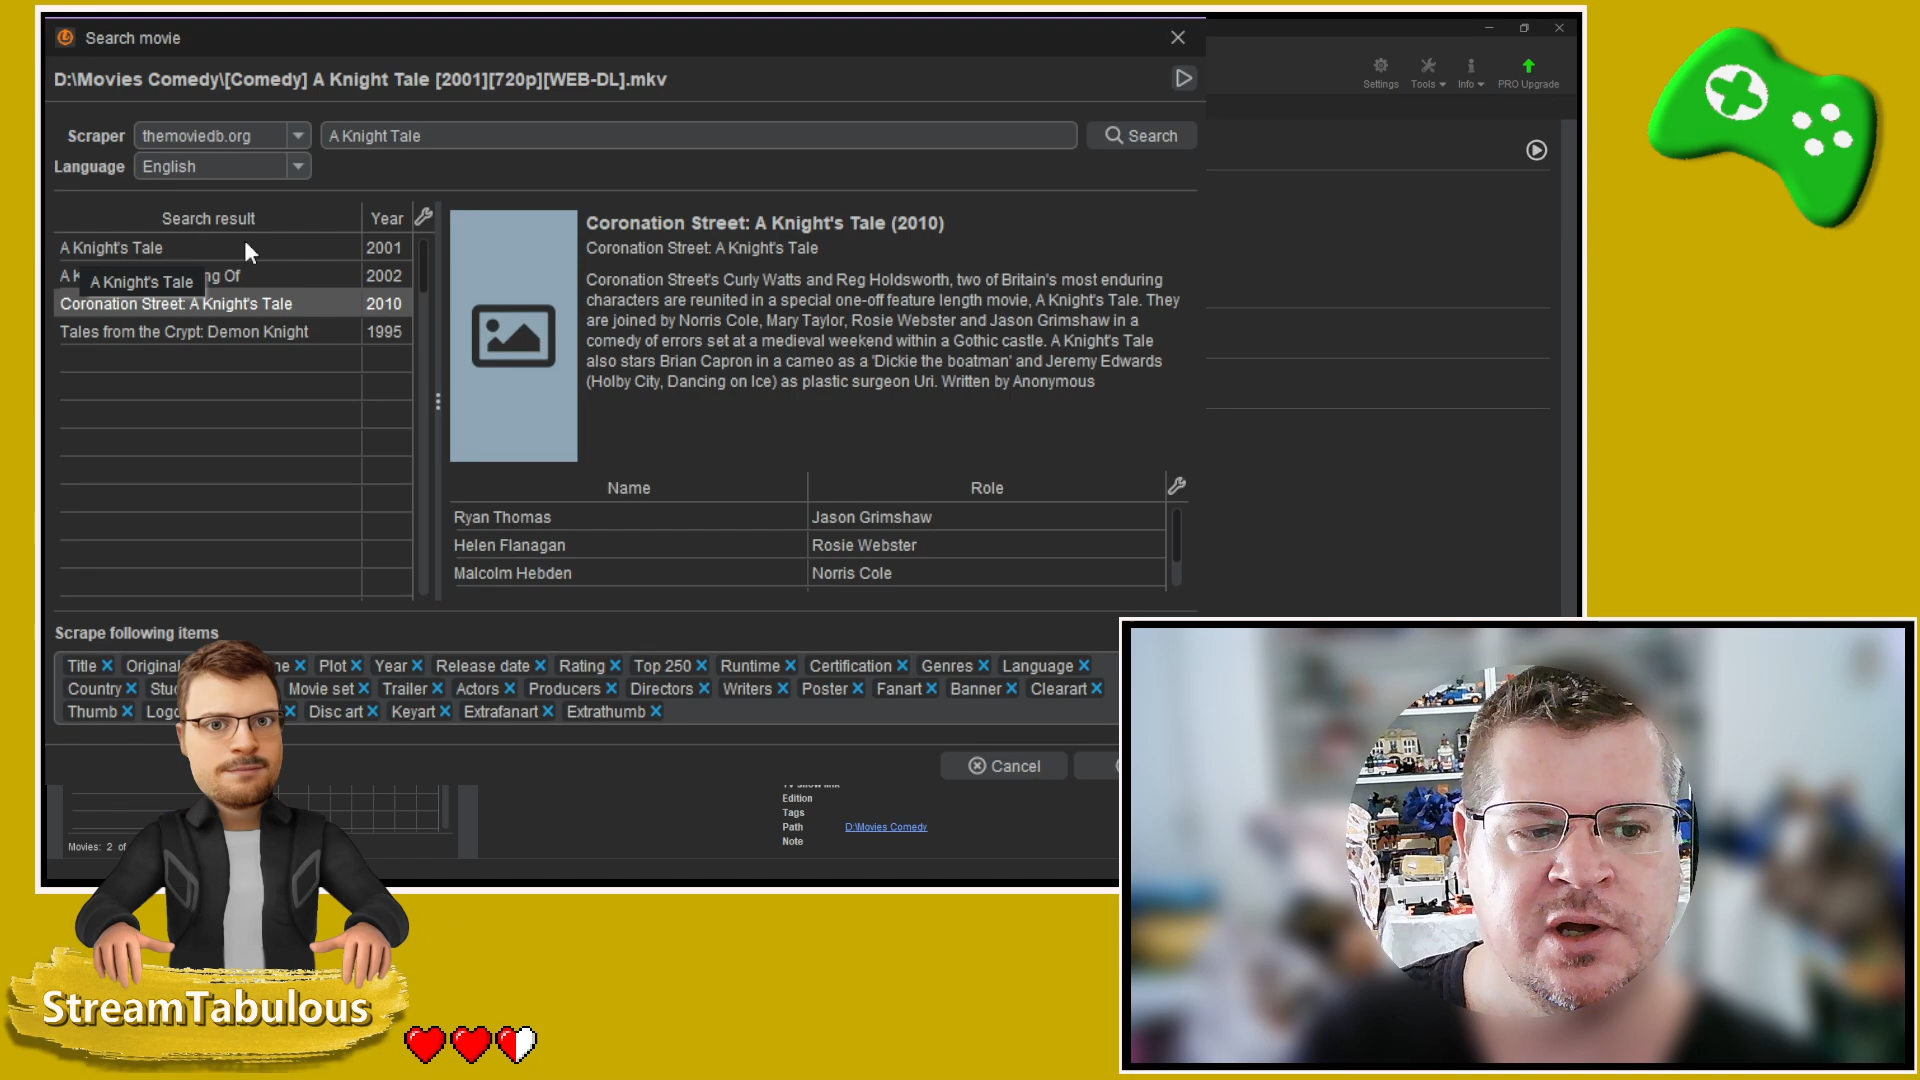 Search movie
D:\Movies Comedy\[Comedy] A Knight Tale [2001][720p][WEB-DL].mkv
Settings Tools Info PRO Upgrade
Scraper themoviedb.org A Knight Tale Search
Language English
Search result Year
A Knight's Tale 2001
ng Of 2002
A Knight's Tale
Coronation Street: A Knight's Tale 2010
Tales from the Crypt: Demon Knight 1995
Coronation Street: A Knight's Tale (2010)
Coronation Street: A Knight's Tale
Coronation Street's Curly Watts and Reg Holdsworth, two of Britain's most enduring
characters are reunited in a special one-off feature length movie, A Knight's Tale. They
are joined by Norris Cole, Mary Taylor, Rosie Webster and Jason Grimshaw in a
comedy of errors set at a medieval weekend within a Gothic castle. A Knight's Tale
also stars Brian Capron in a cameo as a 'Dickie the boatman' and Jeremy Edwards
(Holby City, Dancing on Ice) as plastic surgeon Uri. Written by Anonymous
Name Role
Ryan Thomas Jason Grimshaw
Helen Flanagan Rosie Webster
Malcolm Hebden Norris Cole
Scrape following items
Title Original ne Plot Year Release date Rating Top 250 Runtime Certification Genres Language
Country Stu Movie set Trailer Actors Producers Directors Writers Poster Fanart Banner Clearart
Thumb Logo Disc art Keyart Extrafanart Extrathumb
Cancel
Edition
Tags
Path D:\Movies Comedy
Note
Movies: 2 of
StreamTabulous